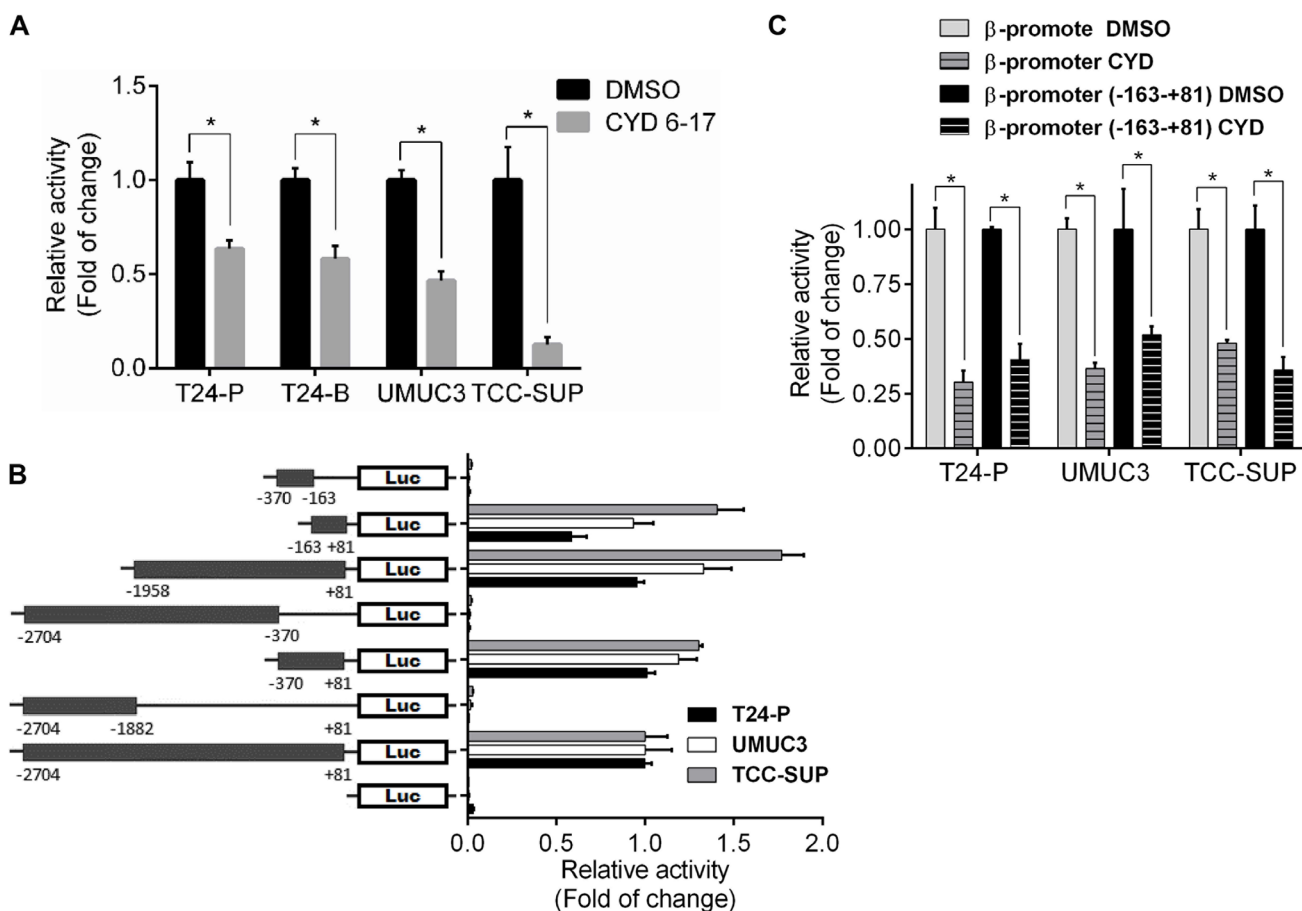 A
1.5
1.0
0.5
0.0
Relative activity
(Fold of change)
DMSO
CYD 6-17
*
*
*
*
T24-P
T24-B
UMUC3
TCC-SUP
B
-370
-163
Luc
-163
+81
Luc
-1958
+81
Luc
-2704
-370
Luc
-370
+81
Luc
-2704
-1882
+81
Luc
-2704
+81
Luc
Luc
T24-P
UMUC3
TCC-SUP
0.0
0.5
1.0
1.5
2.0
Relative activity
(Fold of change)
C
β-promote DMSO
β-promoter CYD
β-promoter (-163-+81) DMSO
β-promoter (-163-+81) CYD
*
*
*
*
*
*
1.00
0.75
0.50
0.25
0.00
Relative activity
(Fold of change)
T24-P
UMUC3
TCC-SUP